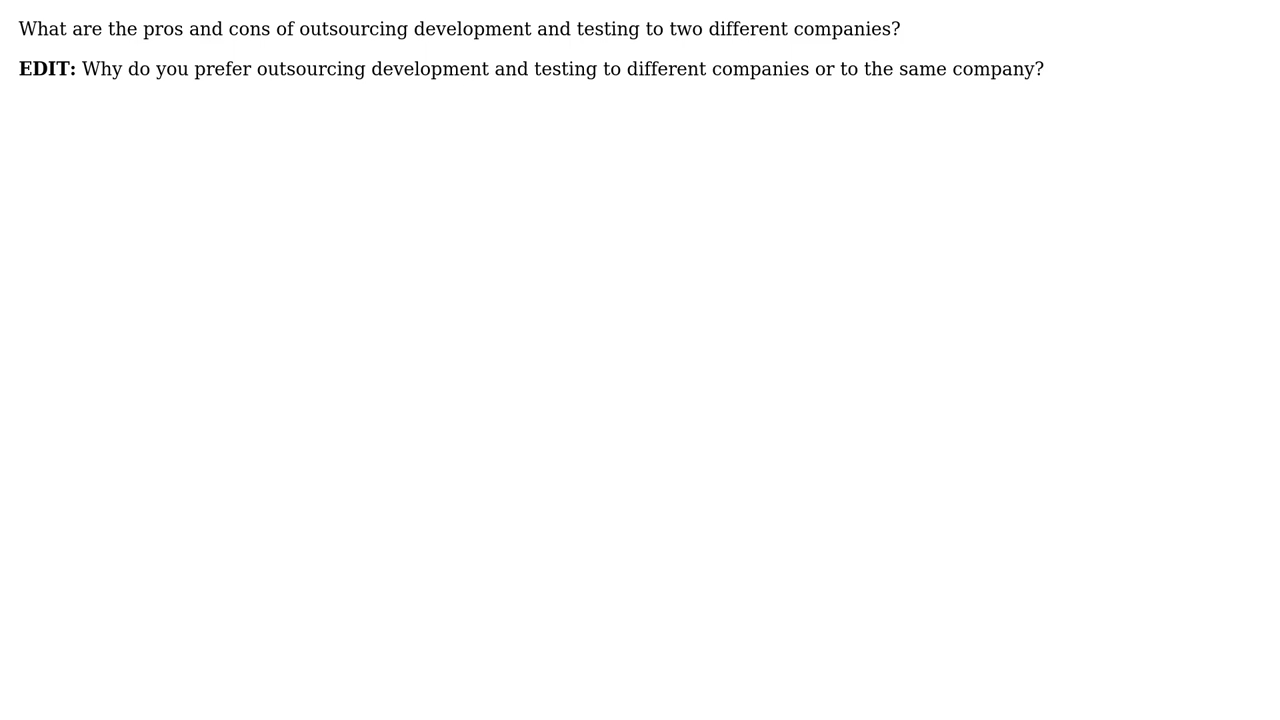 What are the pros and cons of outsourcing development and testing to two different companies?
EDIT: Why do you prefer outsourcing development and testing to different companies or to the same company?